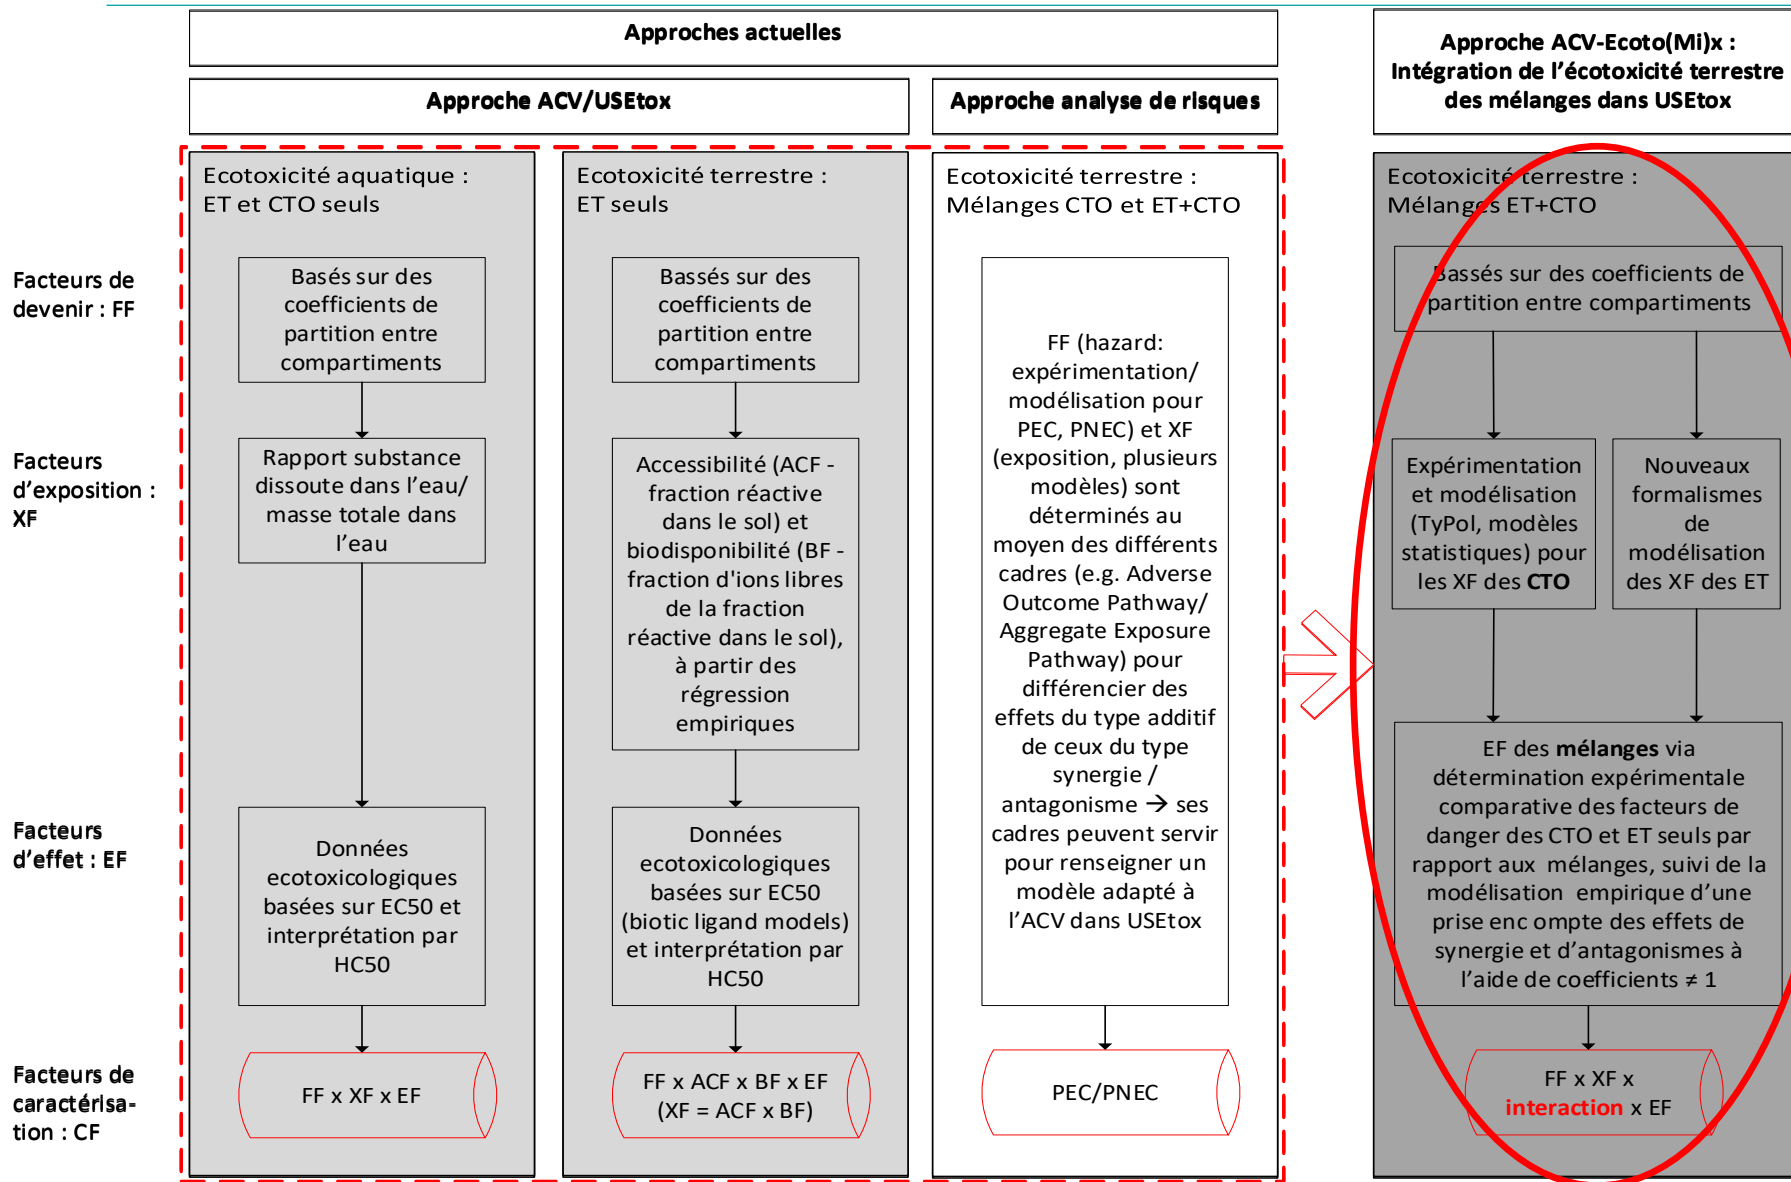 Approches actuelles
Approche ACV/USEtox
Approche analyse de risques
Approche ACV-Ecoto(Mi)x :
Intégration de l'écotoxicité terrestre
des mélanges dans USEtox
Facteurs de
devenir : FF
Facteurs
d'exposition :
XF
Facteurs
d'effet : EF
Facteurs de
caractérisa-
tion : CF
Ecotoxicité aquatique :
ET et CTO seuls
Basés sur des
coefficients de
partition entre
compartiments
Rapport substance
dissoute dans l'eau/
masse totale dans
l'eau
Données
ecotoxicologiques
basées sur EC50 et
interprétation par
HC50
FF x XF x EF
Ecotoxicité terrestre :
ET seuls
Bassés sur des
coefficients de
partition entre
compartiments
Accessibilité (ACF -
fraction réactive
dans le sol) et
biodisponibilité (BF -
fraction d'ions libres
de la fraction
réactive dans le sol),
à partir des
régression
empiriques
Données
ecotoxicologiques
basées sur EC50
(biotic ligand models)
et interprétation par
HC50
FF x ACF x BF x EF
(XF = ACF x BF)
Ecotoxicité terrestre :
Mélanges CTO et ET+CTO
FF (hazard:
expérimentation/
modélisation pour
PEC, PNEC) et XF
(exposition, plusieurs
modèles) sont
déterminés au
moyen des différents
cadres (e.g. Adverse
Outcome Pathway/
Aggregate Exposure
Pathway) pour
différencier des
effets du type additif
de ceux du type
synergie /
antagonisme → ses
cadres peuvent servir
pour renseigner un
modèle adapté à
l'ACV dans USEtox
PEC/PNEC
Ecotoxicité terrestre :
Mélanges ET+CTO
Bassés sur des coefficients de
partition entre compartiments
Expérimentation
et modélisation
(TyPol, modèles
statistiques) pour
les XF des CTO
Nouveaux
formalismes
de
modélisation
des XF des ET
EF des mélanges via
détermination expérimentale
comparative des facteurs de
danger des CTO et ET seuls par
rapport aux mélanges, suivi de la
modélisation empirique d'une
prise enc ompte des effets de
synergie et d'antagonismes à
l'aide de coefficients ≠ 1
FF x XF x
interaction x EF